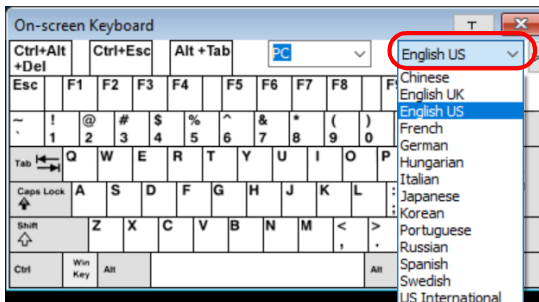 On-screen Keyboard
Ctrl+Alt +Del Ctrl+Esc Alt +Tab PC English US
Esc F1 F2 F3 F4 F5 F6 F7 F8
~ ` ! 1 @ 2 # 3 $ 4 % 5 ^ 6 & 7 * 8 ( 9 ) 0
Tab Q W E R T Y U I O P
Caps Lock A S D F G H J K L : ;
Shift Z X C V B N M < , > .
Ctrl Win Key Alt Alt
Chinese
English UK
English US
French
German
Hungarian
Italian
Japanese
Korean
Portuguese
Russian
Spanish
Swedish
US International